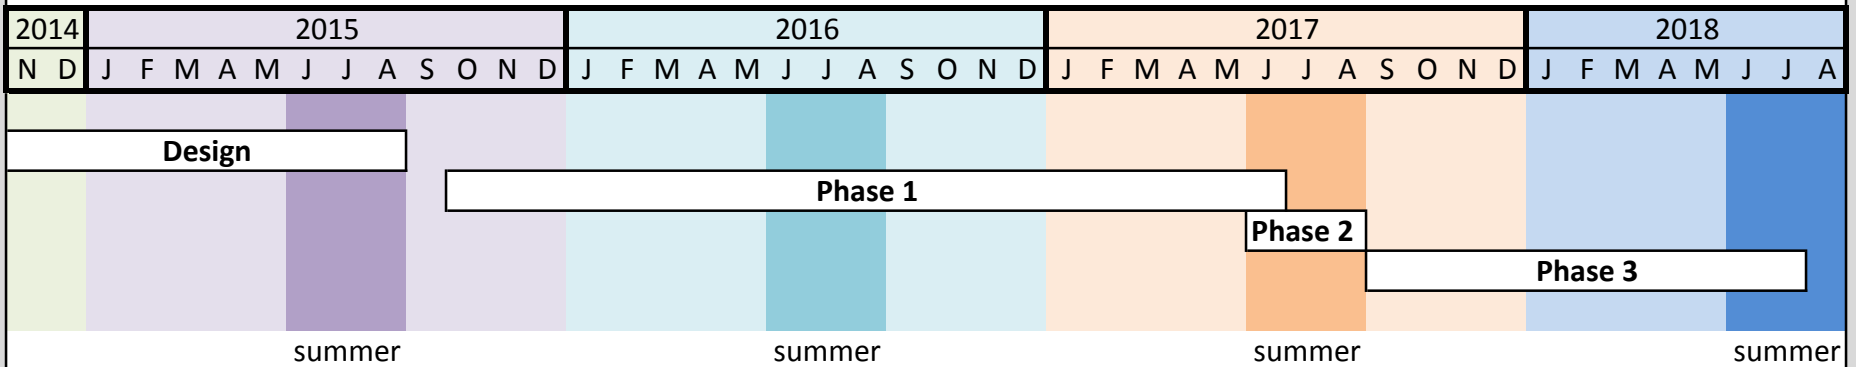 2014 2015 2016 2017 2018
N D J F M A M J J A S O N D J F M A M J J A S O N D J F M A M J J A S O N D J F M A M J J A
Design
Phase 1
Phase 2
Phase 3
summer summer summer summer